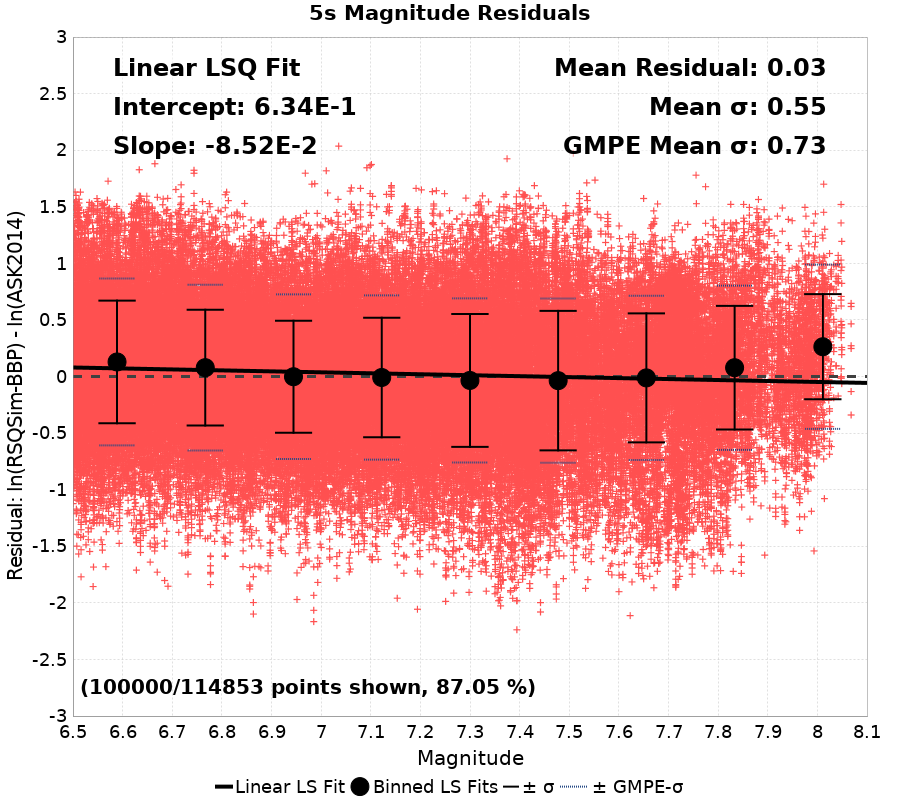 5s Magnitude Residuals
Linear LSQ Fit
Intercept: 6.34E-1
Slope: -8.52E-2
Mean Residual: 0.03
Mean σ: 0.55
GMPE Mean σ: 0.73
Residual: ln(RSQSim-BBP) - ln(ASK2014)
3
2.5
2
1.5
1
0.5
0
-0.5
-1
-1.5
-2
-2.5
-3
(100000/114853 points shown, 87.05 %)
6.5 6.6 6.7 6.8 6.9 7 7.1 7.2 7.3 7.4 7.5 7.6 7.7 7.8 7.9 8 8.1
Magnitude
Linear LS Fit Binned LS Fits ± σ ± GMPE-σ